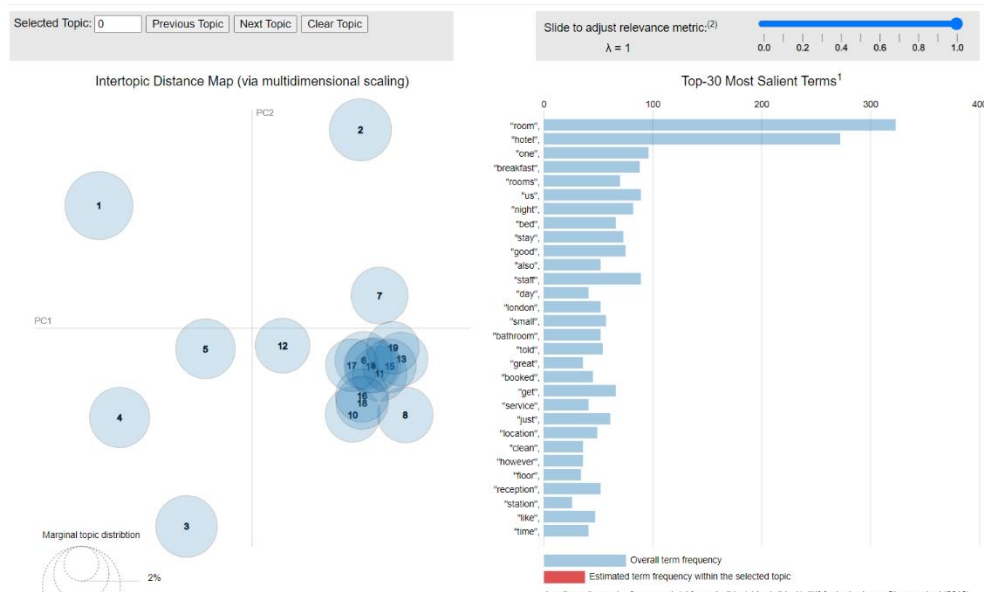 Selected Topic: 0 Previous Topic Next Topic Clear Topic
Slide to adjust relevance metric:(2)
λ = 1
0.0 0.2 0.4 0.6 0.8 1.0
Intertopic Distance Map (via multidimensional scaling)
PC2
PC1
2
1
7
5
12
4
3
19
6
13
17
18
15
11
16
10
8
Marginal topic distribtion
2%
Top-30 Most Salient Terms1
0 100 200 300 400
"room",
"hotel",
"one",
"breakfast",
"rooms",
"us",
"night",
"bed",
"stay",
"good",
"also",
"staff",
"day",
"london",
"small",
"bathroom",
"told",
"great",
"booked",
"get",
"service",
"just",
"location",
"clean",
"however",
"floor",
"reception",
"station",
"like",
"time",
Overall term frequency
Estimated term frequency within the selected topic